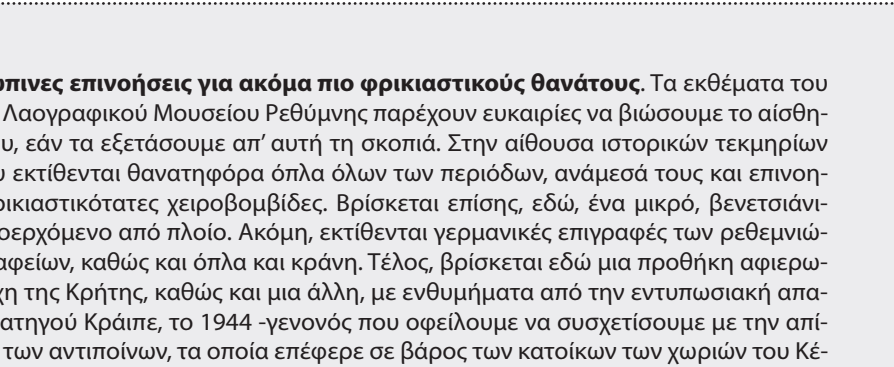 ώπινες επινοήσεις για ακόμα πιο φρικιαστικούς θανάτους. Τα εκθέματα του
Λαογραφικού Μουσείου Ρεθύμνης παρέχουν ευκαιρίες να βιώσουμε το αίσθη-
υ, εάν τα εξετάσουμε απ’ αυτή τη σκοπιά. Στην αίθουσα ιστορικών τεκμηρίων
υ εκτίθενται θανατηφόρα όπλα όλων των περιόδων, ανάμεσά τους και επινοη-
ρικιαστικότατες χειροβομβίδες. Βρίσκεται επίσης, εδώ, ένα μικρό, βενετσιάνι-
οερχόμενο από πλοίο. Ακόμη, εκτίθενται γερμανικές επιγραφές των ρεθεμνιώ-
αφείων, καθώς και όπλα και κράνη. Τέλος, βρίσκεται εδώ μια προθήκη αφιερω-
χη της Κρήτης, καθώς και μια άλλη, με ενθυμήματα από την εντυπωσιακή απα-
ατηγού Κράιπε, το 1944 -γενονός που οφείλουμε να συσχετίσουμε με την απί-
των αντιποίνων, τα οποία επέφερε σε βάρος των κατοίκων των χωριών του Κέ-